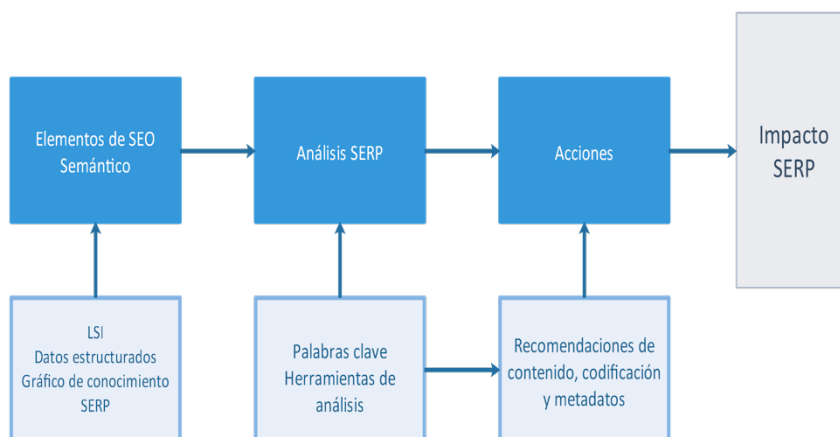 Elementos de SEO
Semántico
Análisis SERP
Acciones
Impacto
SERP
LSI
Datos estructurados
Gráfico de conocimiento
SERP
Palabras clave
Herramientas de
análisis
Recomendaciones de
contenido, codificación
y metadatos